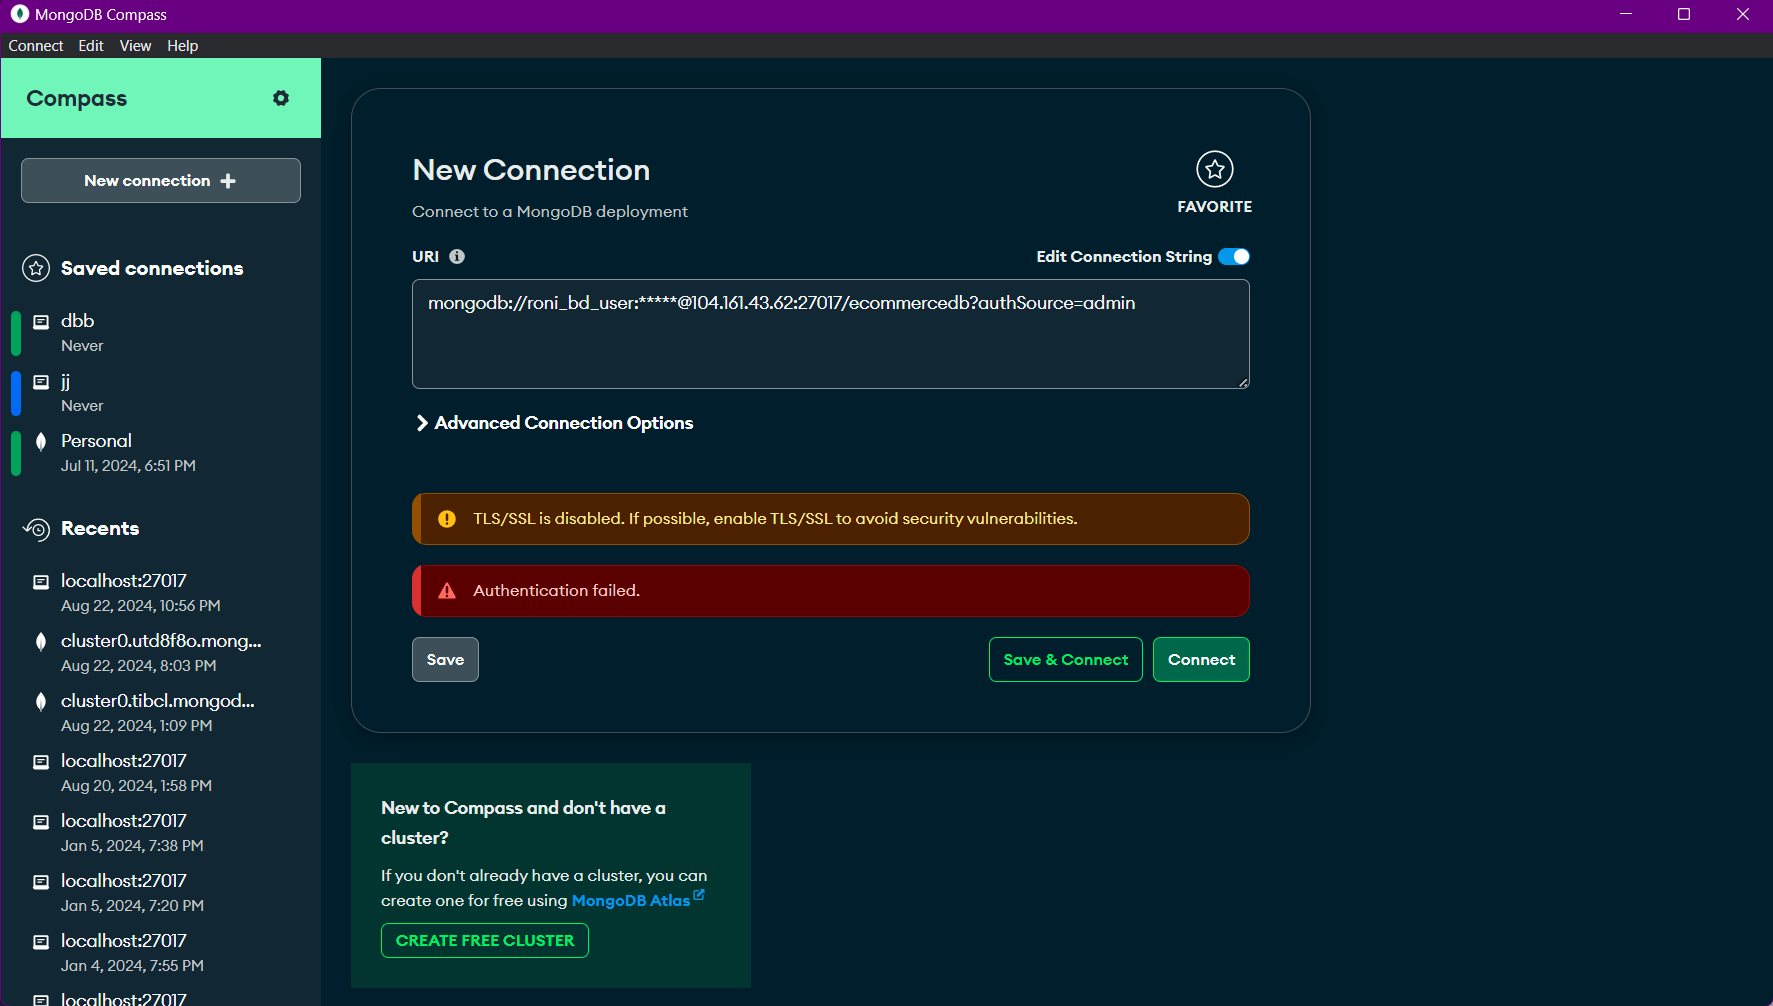 MongoDB Compass
Connect Edit View Help
Compass
New connection
Saved connections
dbb
Never
jj
Never
Personal
Jul 11, 2024, 6:51 PM
Recents
localhost:27017
Aug 22, 2024, 10:56 PM
cluster0.utd8f8o.mong...
Aug 22, 2024, 8:03 PM
cluster0.tibcl.mongod...
Aug 22, 2024, 1:09 PM
localhost:27017
Aug 20, 2024, 1:58 PM
localhost:27017
Jan 5, 2024, 7:38 PM
localhost:27017
Jan 5, 2024, 7:20 PM
localhost:27017
Jan 4, 2024, 7:55 PM
localhost:27017
New Connection
Connect to a MongoDB deployment
FAVORITE
URI
Edit Connection String
mongodb://roni_bd_user:*****@104.161.43.62:27017/ecommercedb?authSource=admin
Advanced Connection Options
TLS/SSL is disabled. If possible, enable TLS/SSL to avoid security vulnerabilities.
Authentication failed.
Save
Save & Connect
Connect
New to Compass and don't have a
cluster?
If you don't already have a cluster, you can
create one for free using MongoDB Atlas
CREATE FREE CLUSTER